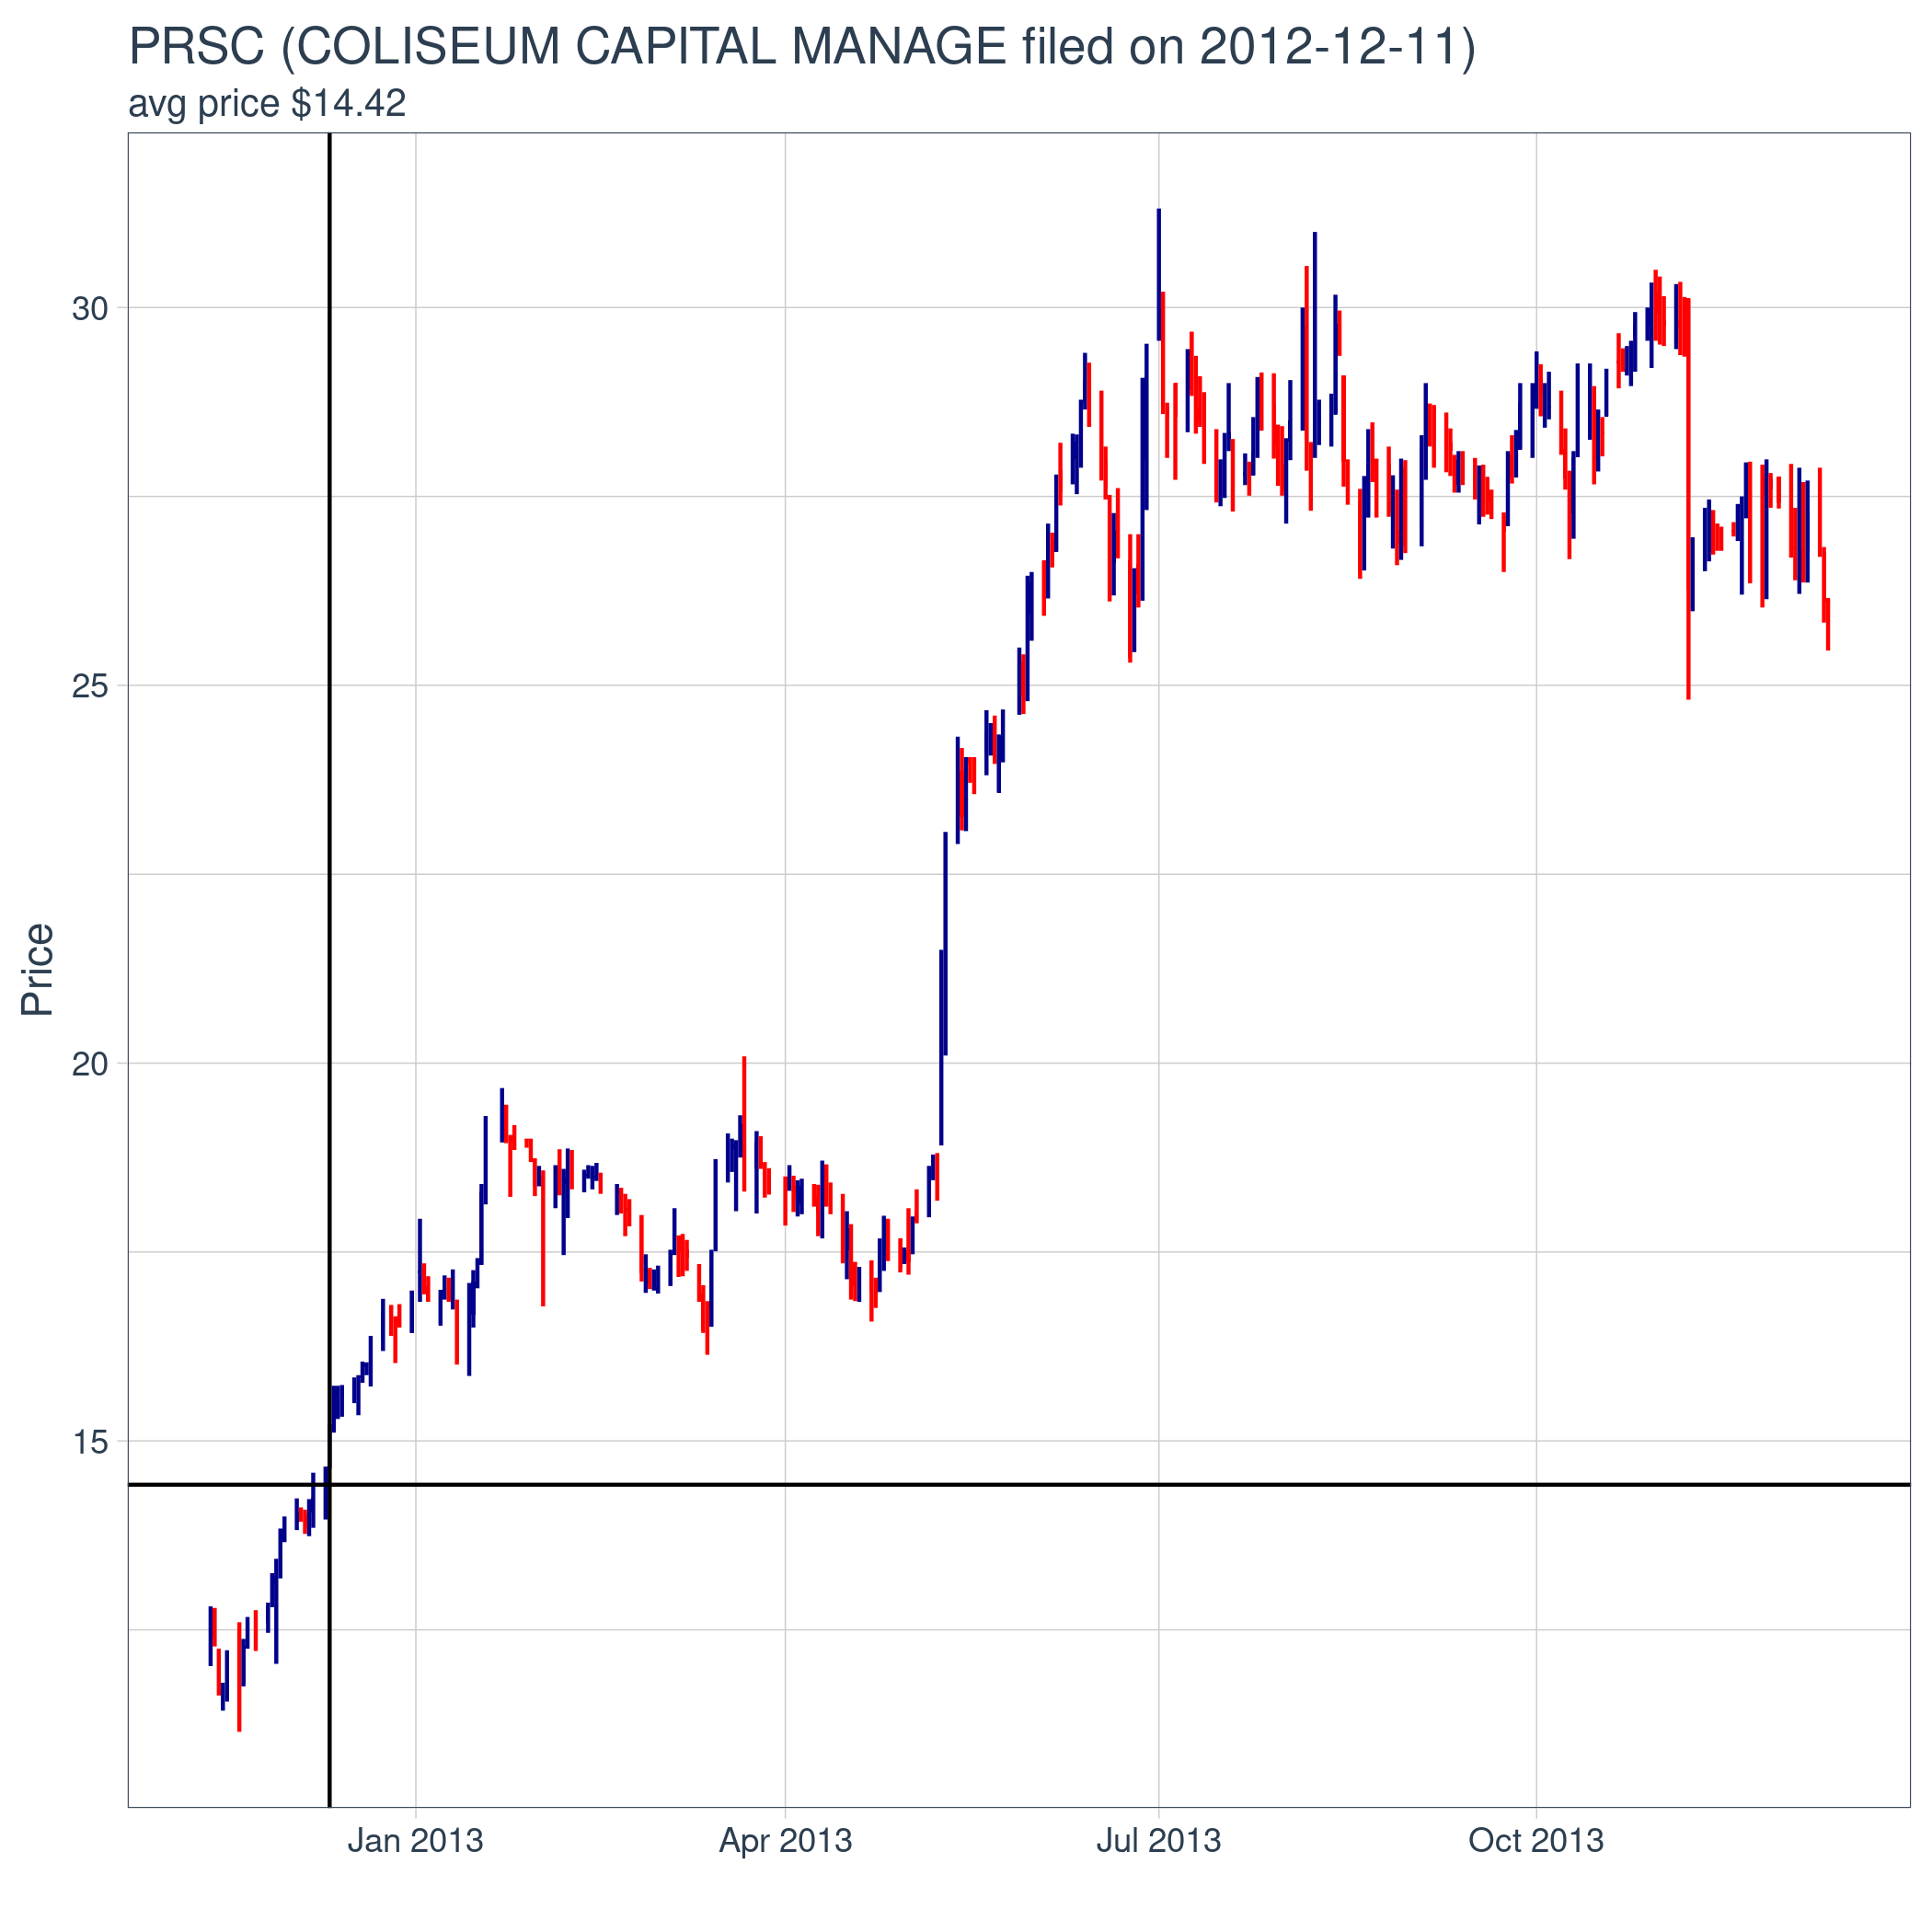 PRSC (COLISEUM CAPITAL MANAGE filed on 2012-12-11)
avg price $14.42
30
25
20
15
Price
Jan 2013
Apr 2013
Jul 2013
Oct 2013